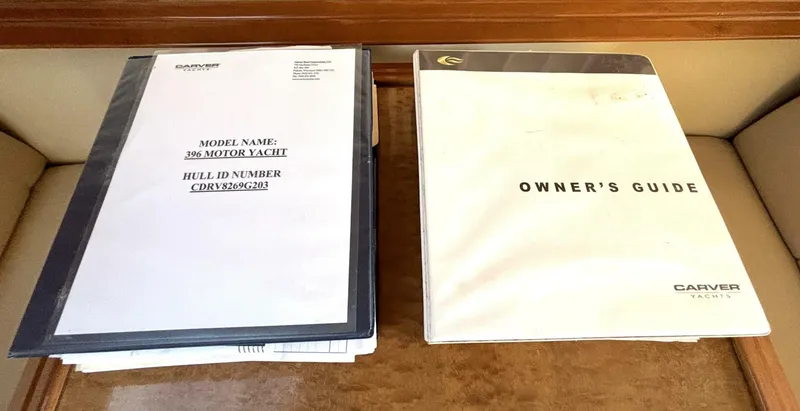 CARVER
YACHTS
MODEL NAME:
396 MOTOR YACHT
HULL ID NUMBER
CDRV8269G203
OWNER'S GUIDE
CARVER
YACHTS